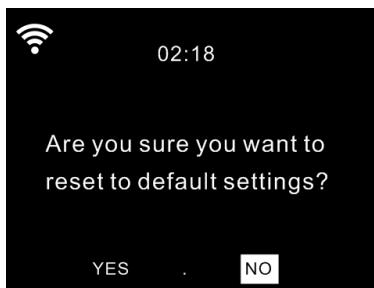 02:18
Are you sure you want to
reset to default settings?
YES . NO